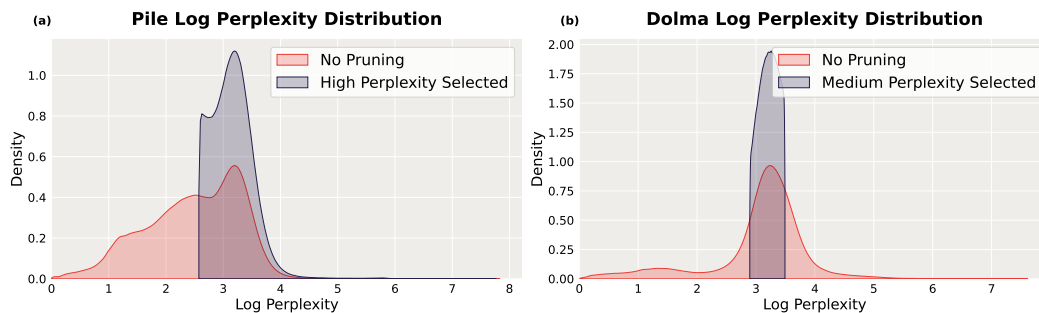 (a)
Pile Log Perplexity Distribution
No Pruning
High Perplexity Selected
Density
1.0
0.8
0.6
0.4
0.2
0.0
0 1 2 3 4 5 6 7 8
Log Perplexity
(b)
Dolma Log Perplexity Distribution
No Pruning
Medium Perplexity Selected
Density
2.00
1.75
1.50
1.25
1.00
0.75
0.50
0.25
0.00
0 1 2 3 4 5 6 7
Log Perplexity